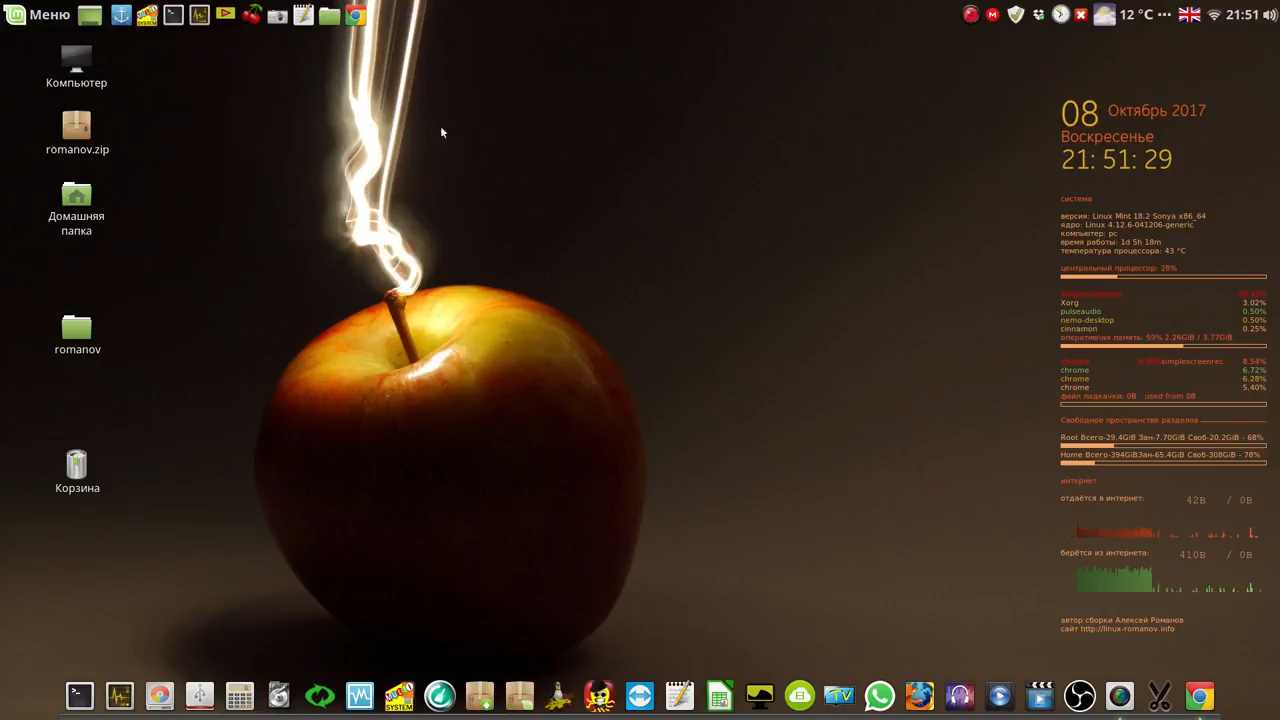 Меню
12 °C
21:51
Компьютер
romanov.zip
Домашняя
папка
romanov
Корзина
08 Октябрь 2017
Воскресенье
21: 51: 29
система
версия: Linux Mint 18.2 Sonya x86_64
ядро: Linux 4.12.6-041206-generic
компьютер: pc
время работы: 1d 5h 18m
температура процессора: 43 °C
центральный процессор: 28%
Xorg 3.02%
pulseaudio 0.50%
nemo-desktop 0.50%
cinnamon 0.25%
оперативная память: 59% 2.26GiB / 3.77GiB
chrome simplescreenrec 8.54%
chrome 6.72%
chrome 6.28%
chrome 5.40%
файл подкачки: 0B used from 0B
Свободное пространство разделов
Root Всего-29.4GiB Зан-7.70GiB Своб-20.2GiB - 68%
Home Всего-394GiBЗан-65.4GiB Своб-308GiB - 78%
интернет
отдаётся в интернет: 42B / 0B
берётся из интернета: 410B / 0B
автор сборки Алексей Романов
сайт http://linux-romanov.info
SYSTEM
TV